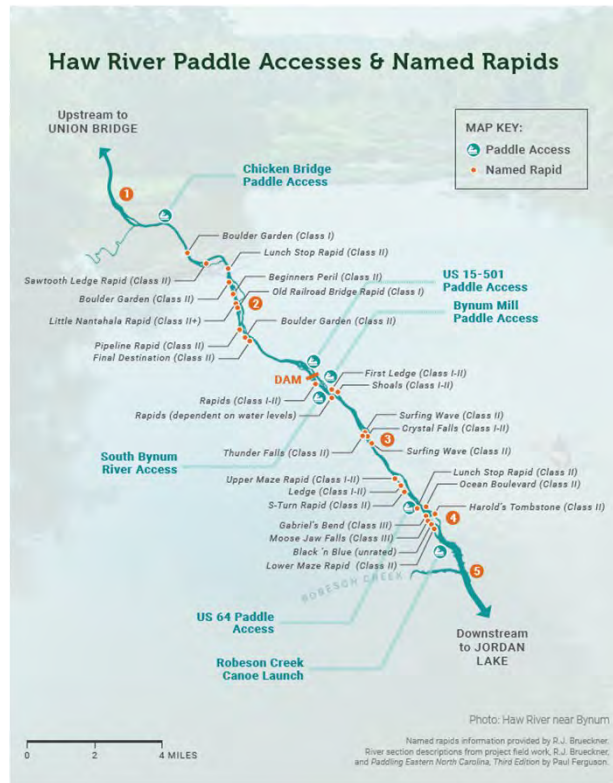 Haw River Paddle Accesses & Named Rapids
Upstream to
UNION BRIDGE
MAP KEY:
Paddle Access
Named Rapid
Chicken Bridge
Paddle Access
1
Boulder Garden (Class I)
Lunch Stop Rapid (Class II)
Sawtooth Ledge Rapid (Class II)
Beginners Peril (Class II)
US 15-501
Paddle Access
Boulder Garden (Class II)
Old Railroad Bridge Rapid (Class I)
2
Bynum Mill
Paddle Access
Little Nantahala Rapid (Class II+)
Boulder Garden (Class II)
Pipeline Rapid (Class II)
Final Destination (Class II)
DAM
First Ledge (Class I-II)
Shoals (Class I-II)
Rapids (Class I-II)
Rapids (dependent on water levels)
Surfing Wave (Class II)
Crystal Falls (Class I-II)
3
Thunder Falls (Class II)
Surfing Wave (Class II)
South Bynum
River Access
Lunch Stop Rapid (Class II)
Upper Maze Rapid (Class I-II)
Ocean Boulevard (Class II)
Ledge (Class I-II)
S-Turn Rapid (Class II)
Harold's Tombstone (Class II)
4
Gabriel's Bend (Class III)
Moose Jaw Falls (Class III)
Black 'n Blue (unrated)
Lower Maze Rapid (Class II)
5
ROBESON CREEK
US 64 Paddle
Access
Downstream
to JORDAN
LAKE
Robeson Creek
Canoe Launch
Photo: Haw River near Bynum
Named rapids information provided by R.J. Brueckner.
River section descriptions from project field work, R.J. Brueckner,
and Paddling Eastern North Carolina, Third Edition by Paul Ferguson.
0 2 4 MILES